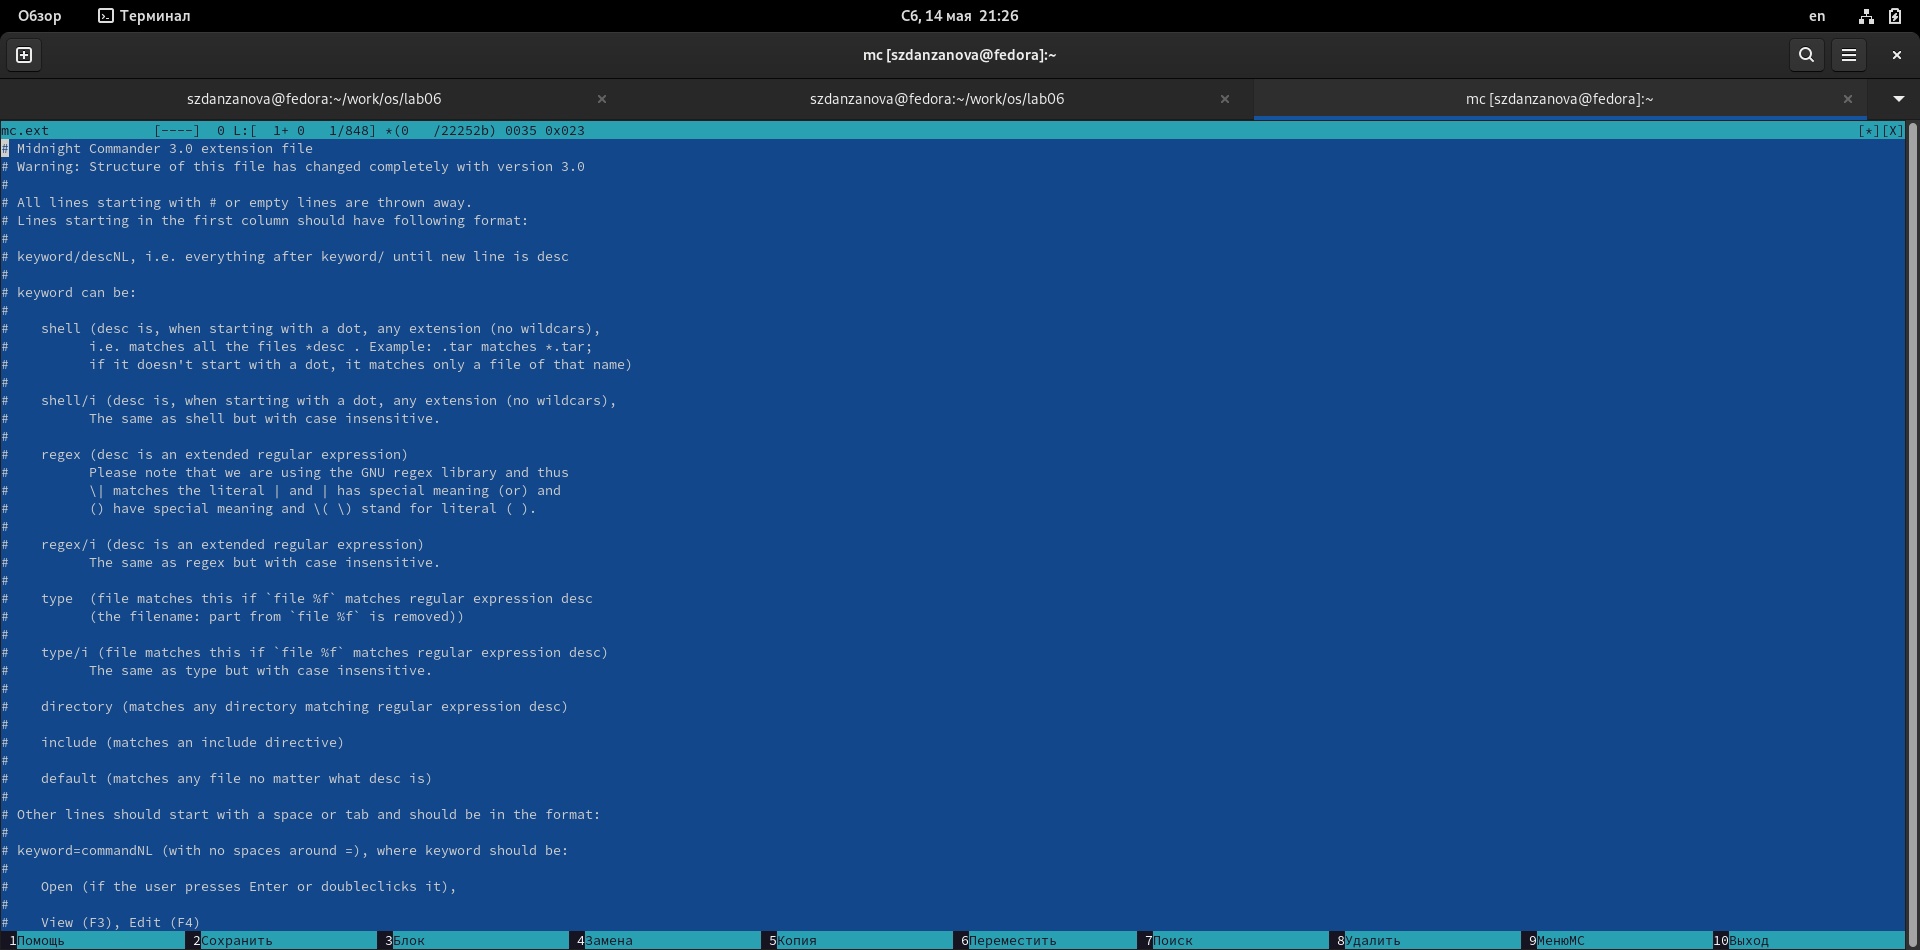 Обзор Терминал Сб, 14 мая 21:26 en
mc [szdanzanova@fedora]:~
szdanzanova@fedora:~/work/os/lab06 × szdanzanova@fedora:~/work/os/lab06 × mc [szdanzanova@fedora]:~ ×
mc.ext [----] 0 L:[ 1+ 0 1/848] *(0 /22252b) 0035 0x023 [*][X]
# Midnight Commander 3.0 extension file
# Warning: Structure of this file has changed completely with version 3.0
#
# All lines starting with # or empty lines are thrown away.
# Lines starting in the first column should have following format:
#
# keyword/descNL, i.e. everything after keyword/ until new line is desc
#
# keyword can be:
#
#    shell (desc is, when starting with a dot, any extension (no wildcars),
#          i.e. matches all the files *desc . Example: .tar matches *.tar;
#          if it doesn't start with a dot, it matches only a file of that name)
#
#    shell/i (desc is, when starting with a dot, any extension (no wildcars),
#          The same as shell but with case insensitive.
#
#    regex (desc is an extended regular expression)
#          Please note that we are using the GNU regex library and thus
#          \| matches the literal | and | has special meaning (or) and
#          () have special meaning and \( \) stand for literal ( ).
#
#    regex/i (desc is an extended regular expression)
#          The same as regex but with case insensitive.
#
#    type  (file matches this if `file %f` matches regular expression desc
#          (the filename: part from `file %f` is removed))
#
#    type/i (file matches this if `file %f` matches regular expression desc)
#          The same as type but with case insensitive.
#
#    directory (matches any directory matching regular expression desc)
#
#    include (matches an include directive)
#
#    default (matches any file no matter what desc is)
#
# Other lines should start with a space or tab and should be in the format:
#
# keyword=commandNL (with no spaces around =), where keyword should be:
#
#    Open (if the user presses Enter or doubleclicks it),
#
#    View (F3), Edit (F4)
1Помощь 2Сохранить 3Блок 4Замена 5Копия 6Переместить 7Поиск 8Удалить 9МенюМС 10Выход